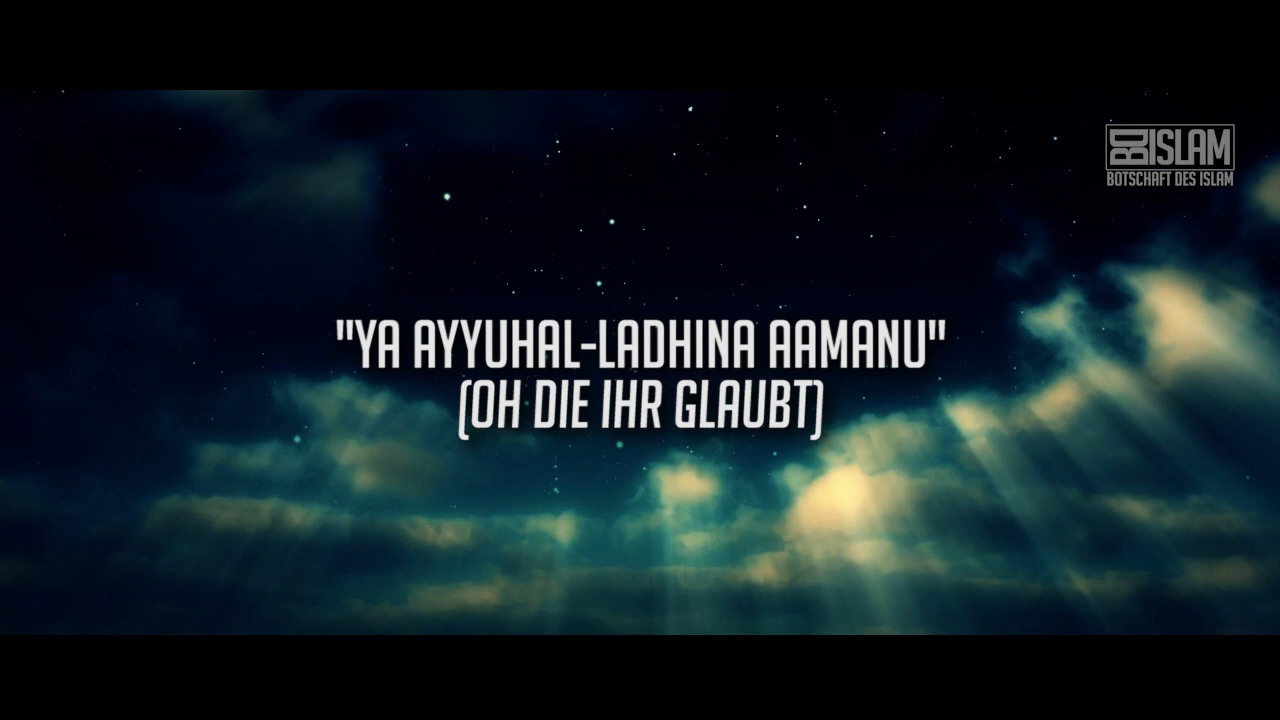 BDISLAM
BOTSCHAFT DES ISLAM
"YA AYYUHAL-LADHINA AAMANU"
(OH DIE IHR GLAUBT)